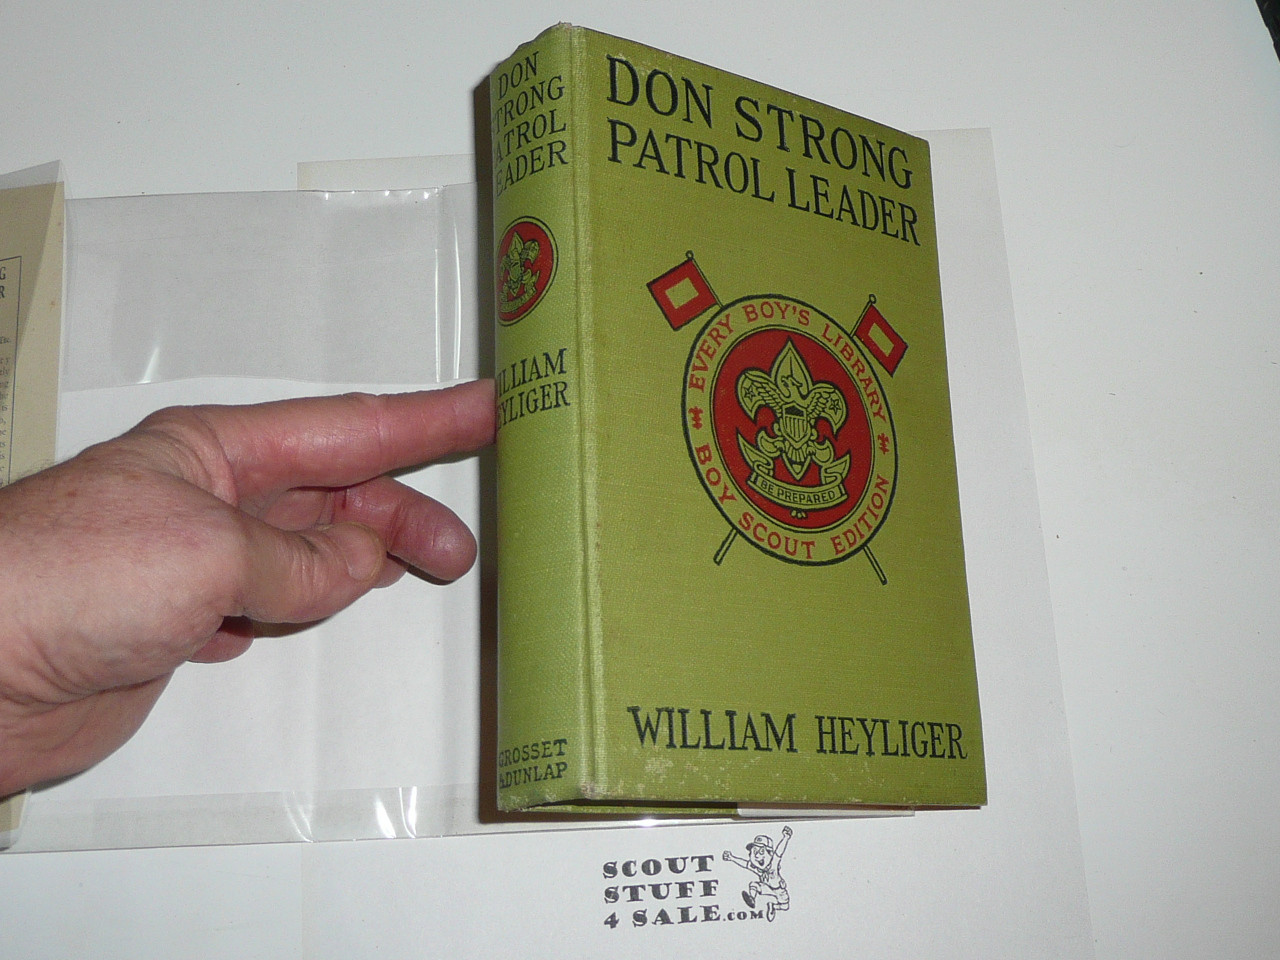 DON STRONG
PATROL LEADER
EVERY BOY'S LIBRARY
BE PREPARED
BOY SCOUT EDITION
WILLIAM HEYLIGER
DON
STRONG
PATROL
LEADER
WILLIAM
HEYLIGER
GROSSET
& DUNLAP
SCOUT
STUFF
4 SALE.COM